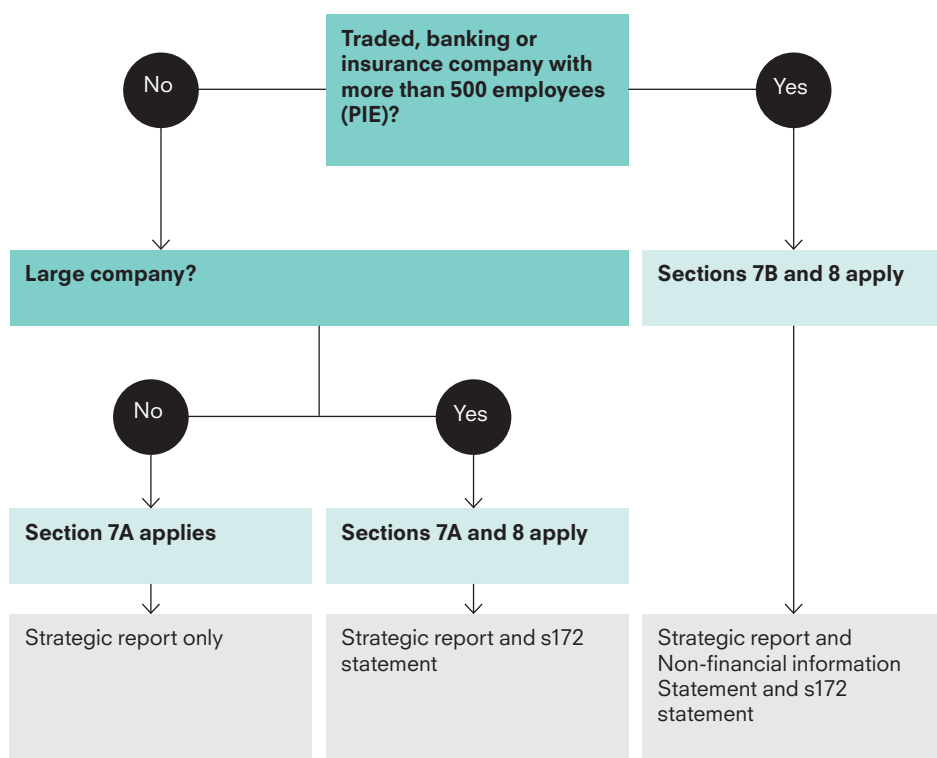 Traded, banking or
insurance company with
more than 500 employees
(PIE)?
No
Yes
Large company?
Sections 7B and 8 apply
No
Yes
Section 7A applies
Sections 7A and 8 apply
Strategic report only
Strategic report and s172
statement
Strategic report and
Non-financial information
Statement and s172
statement